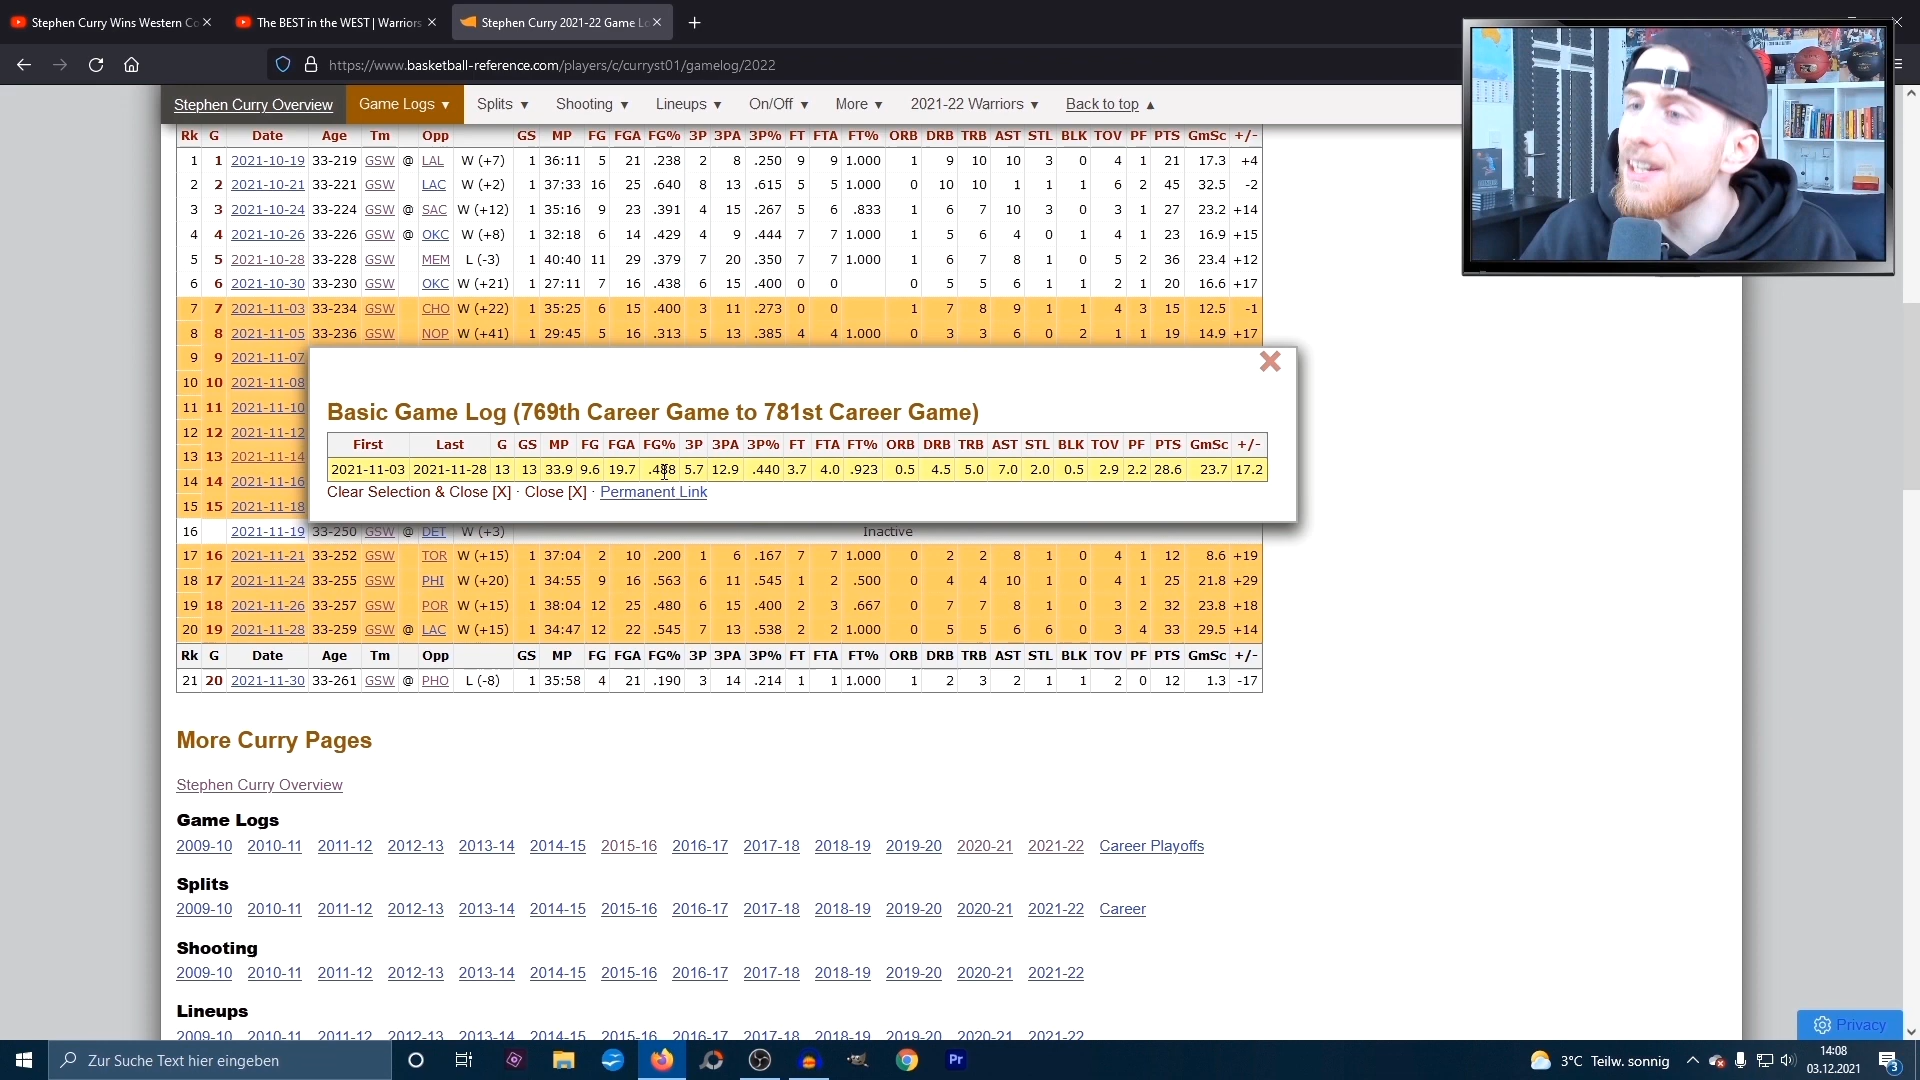 Stephen Curry Wins Western Co
The BEST in the WEST | Warriors
Stephen Curry 2021-22 Game Lo
https://www.basketball-reference.com/players/c/curryst01/gamelog/2022
Stephen Curry Overview Game Logs ▼ Splits ▼ Shooting ▼ Lineups ▼ On/Off ▼ More ▼ 2021-22 Warriors ▼ Back to top ▲
Rk G Date Age Tm Opp GS MP FG FGA FG% 3P 3PA 3P% FT FTA FT% ORB DRB TRB AST STL BLK TOV PF PTS GmSc +/-
1 1 2021-10-19 33-219 GSW @ LAL W (+7) 1 36:11 5 21 .238 2 8 .250 9 9 1.000 1 9 10 10 3 0 4 1 21 17.3 +4
2 2 2021-10-21 33-221 GSW LAC W (+2) 1 37:33 16 25 .640 8 13 .615 5 5 1.000 0 10 10 1 1 1 6 2 45 32.5 -2
3 3 2021-10-24 33-224 GSW @ SAC W (+12) 1 35:16 9 23 .391 4 15 .267 5 6 .833 1 6 7 10 3 0 3 1 27 23.2 +14
4 4 2021-10-26 33-226 GSW @ OKC W (+8) 1 32:18 6 14 .429 4 9 .444 7 7 1.000 1 5 6 4 0 1 4 1 23 16.9 +15
5 5 2021-10-28 33-228 GSW MEM L (-3) 1 40:40 11 29 .379 7 20 .350 7 7 1.000 1 6 7 8 1 0 5 2 36 23.4 +12
6 6 2021-10-30 33-230 GSW OKC W (+21) 1 27:11 7 16 .438 6 15 .400 0 0 0 5 5 6 1 1 2 1 20 16.6 +17
7 7 2021-11-03 33-234 GSW CHO W (+22) 1 35:25 6 15 .400 3 11 .273 0 0 1 7 8 9 1 1 4 3 15 12.5 -1
8 8 2021-11-05 33-236 GSW NOP W (+41) 1 29:45 5 16 .313 5 13 .385 4 4 1.000 0 3 3 6 0 2 1 1 19 14.9 +17
9 9 2021-11-07
10 10 2021-11-08
11 11 2021-11-10
12 12 2021-11-12
13 13 2021-11-14
14 14 2021-11-16
15 15 2021-11-18
Basic Game Log (769th Career Game to 781st Career Game)
First Last G GS MP FG FGA FG% 3P 3PA 3P% FT FTA FT% ORB DRB TRB AST STL BLK TOV PF PTS GmSc +/-
2021-11-03 2021-11-28 13 13 33.9 9.6 19.7 5.7 12.9 .440 3.7 4.0 .923 0.5 4.5 5.0 7.0 2.0 0.5 2.9 2.2 28.6 23.7 17.2
Clear Selection & Close [X] · Close [X] · Permanent Link
16 2021-11-19 33-250 GSW @ DET W (+3) Inactive
17 16 2021-11-21 33-252 GSW TOR W (+15) 1 37:04 2 10 .200 1 6 .167 7 7 1.000 0 2 2 8 1 0 4 1 12 8.6 +19
18 17 2021-11-24 33-255 GSW PHI W (+20) 1 34:55 9 16 .563 6 11 .545 1 2 .500 0 4 4 10 1 0 4 1 25 21.8 +29
19 18 2021-11-26 33-257 GSW POR W (+15) 1 38:04 12 25 .480 6 15 .400 2 3 .667 0 7 7 8 1 0 3 2 32 23.8 +18
20 19 2021-11-28 33-259 GSW @ LAC W (+15) 1 34:47 12 22 .545 7 13 .538 2 2 1.000 0 5 5 6 6 0 3 4 33 29.5 +14
Rk G Date Age Tm Opp GS MP FG FGA FG% 3P 3PA 3P% FT FTA FT% ORB DRB TRB AST STL BLK TOV PF PTS GmSc +/-
21 20 2021-11-30 33-261 GSW @ PHO L (-8) 1 35:58 4 21 .190 3 14 .214 1 1 1.000 1 2 3 2 1 1 2 0 12 1.3 -17
More Curry Pages
Stephen Curry Overview
Game Logs
2009-10 2010-11 2011-12 2012-13 2013-14 2014-15 2015-16 2016-17 2017-18 2018-19 2019-20 2020-21 2021-22 Career Playoffs
Splits
2009-10 2010-11 2011-12 2012-13 2013-14 2014-15 2015-16 2016-17 2017-18 2018-19 2019-20 2020-21 2021-22 Career
Shooting
2009-10 2010-11 2011-12 2012-13 2013-14 2014-15 2015-16 2016-17 2017-18 2018-19 2019-20 2020-21 2021-22
Lineups
2009-10 2010-11 2011-12 2012-13 2013-14 2014-15 2015-16 2016-17 2017-18 2018-19 2019-20 2020-21 2021-22
Privacy
Zur Suche Text hier eingeben
Pr
3°C Teilw. sonnig
14:08
03.12.2021
3